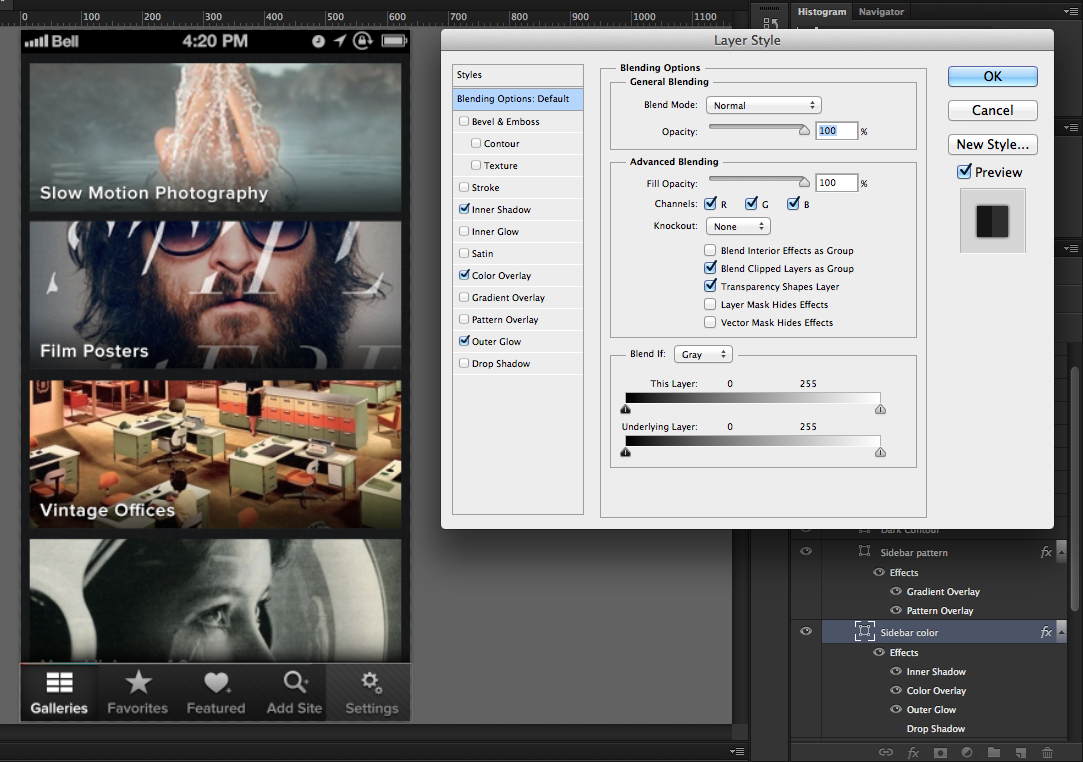 0 100 200 300 400 500 600 700 800 900 1000 1100
Histogram Navigator
Bell 4:20 PM
Slow Motion Photography
Film Posters
Vintage Offices
Galleries Favorites Featured Add Site Settings
Layer Style
Styles
Blending Options: Default
Bevel & Emboss
Contour
Texture
Stroke
Inner Shadow
Inner Glow
Satin
Color Overlay
Gradient Overlay
Pattern Overlay
Outer Glow
Drop Shadow
Blending Options
General Blending
Blend Mode: Normal
Opacity: 100 %
Advanced Blending
Fill Opacity: 100 %
Channels: R G B
Knockout: None
Blend Interior Effects as Group
Blend Clipped Layers as Group
Transparency Shapes Layer
Layer Mask Hides Effects
Vector Mask Hides Effects
Blend If: Gray
This Layer: 0 255
Underlying Layer: 0 255
OK
Cancel
New Style...
Preview
Dark Contour
Sidebar pattern fx
Effects
Gradient Overlay
Pattern Overlay
Sidebar color fx
Effects
Inner Shadow
Color Overlay
Outer Glow
Drop Shadow
fx